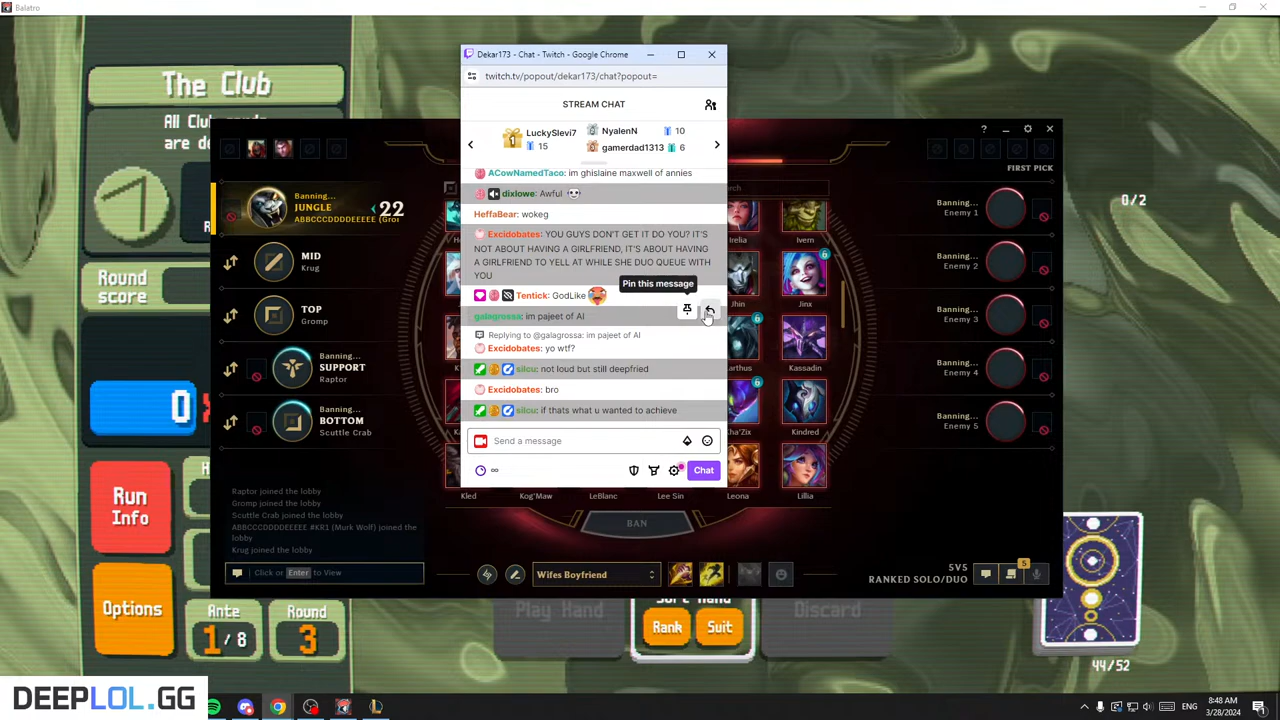 Balatro
Dekar173 - Chat - Twitch - Google Chrome
twitch.tv/popout/dekar173/chat?popout=
STREAM CHAT
LuckySlevi7
15
NyalenN 10
gamerdad1313 6
ACowNamedTaco: im ghislaine maxwell of annies
dixlowe: Awful
HeffaBear: wokeg
Excidobates: YOU GUYS DON'T GET IT DO YOU? IT'S
NOT ABOUT HAVING A GIRLFRIEND, IT'S ABOUT HAVING
A GIRLFRIEND TO YELL AT WHILE SHE DUO QUEUE WITH
YOU
Pin this message
Tentick: GodLike
galagrossa: im pajeet of AI
Replying to @galagrossa: im pajeet of AI
Excidobates: yo wtf?
silcu: not loud but still deepfried
Excidobates: bro
silcu: if thats what u wanted to achieve
Send a message
Chat
The Club
All Club cards
are de
Round
score
0
Run
Info
Options
Ante
1/8
Round
3
Banning...
JUNGLE
ABBCCCDDDEEEEE (Gro
22
MID
Krug
TOP
Gromp
Banning...
SUPPORT
Raptor
Banning...
BOTTOM
Scuttle Crab
Raptor joined the lobby
Gromp joined the lobby
Scuttle Crab joined the lobby
ABBCCCDDDEEEEE #KR1 (Murk Wolf) joined the
lobby
Krug joined the lobby
Click or Enter to View
Irelia
Ivern
6
Jhin
Jinx
6
Karthus
Kassadin
6
Kha'Zix
Kindred
Kled
Kog'Maw
LeBlanc
Lee Sin
Leona
Lillia
BAN
Wifes Boyfriend
FIRST PICK
Banning...
Enemy 1
Banning...
Enemy 2
Banning...
Enemy 3
Banning...
Enemy 4
Banning...
Enemy 5
5V5
RANKED SOLO/DUO
5
0/2
Play Hand
Sort Hand
Rank
Suit
Discard
44/52
DEEPLOL.GG
ENG
8:48 AM
3/28/2024